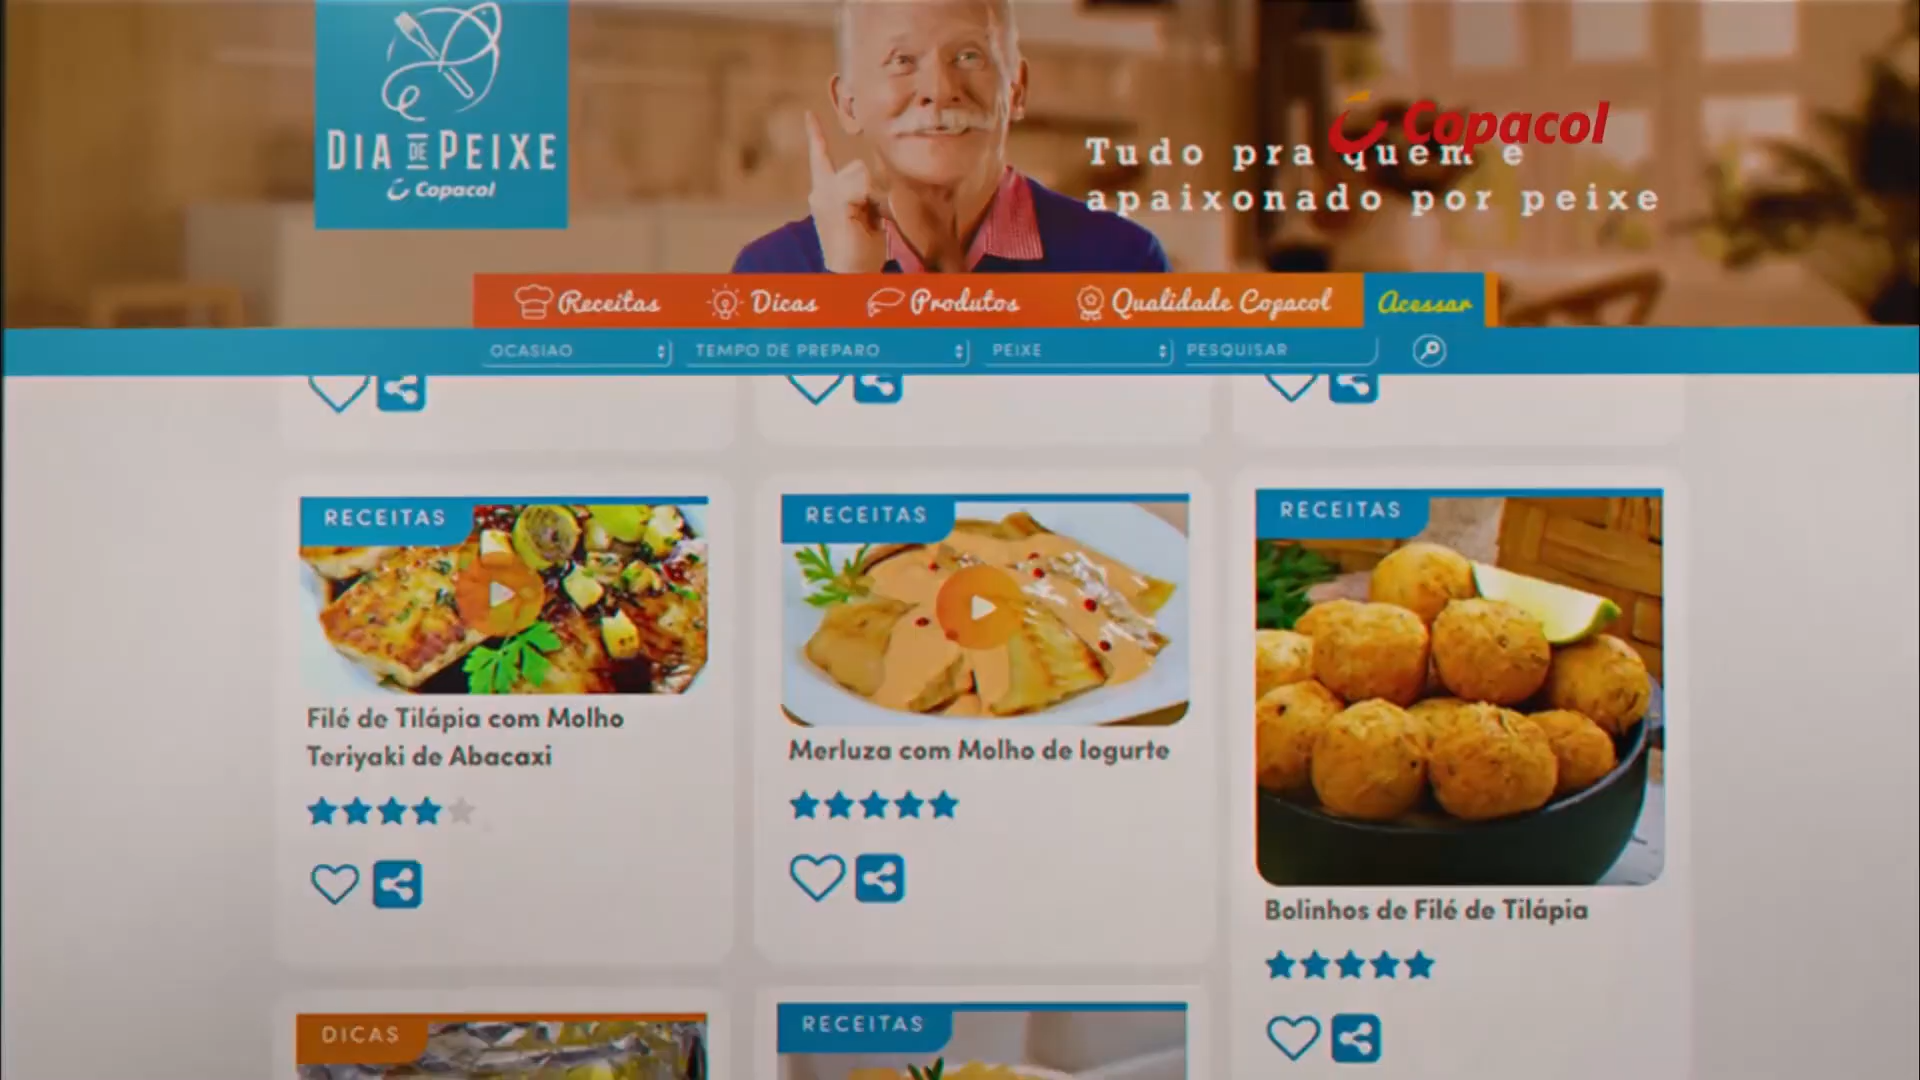 DIA DE PEIXE
Copacol
Copacol
Tudo pra quem é
apaixonado por peixe
Receitas
Dicas
Produtos
Qualidade Copacol
Acessar
OCASIAO
TEMPO DE PREPARO
PEIXE
PESQUISAR
RECEITAS
RECEITAS
RECEITAS
Filé de Tilápia com Molho
Teriyaki de Abacaxi
Merluza com Molho de Iogurte
Bolinhos de Filé de Tilápia
DICAS
RECEITAS